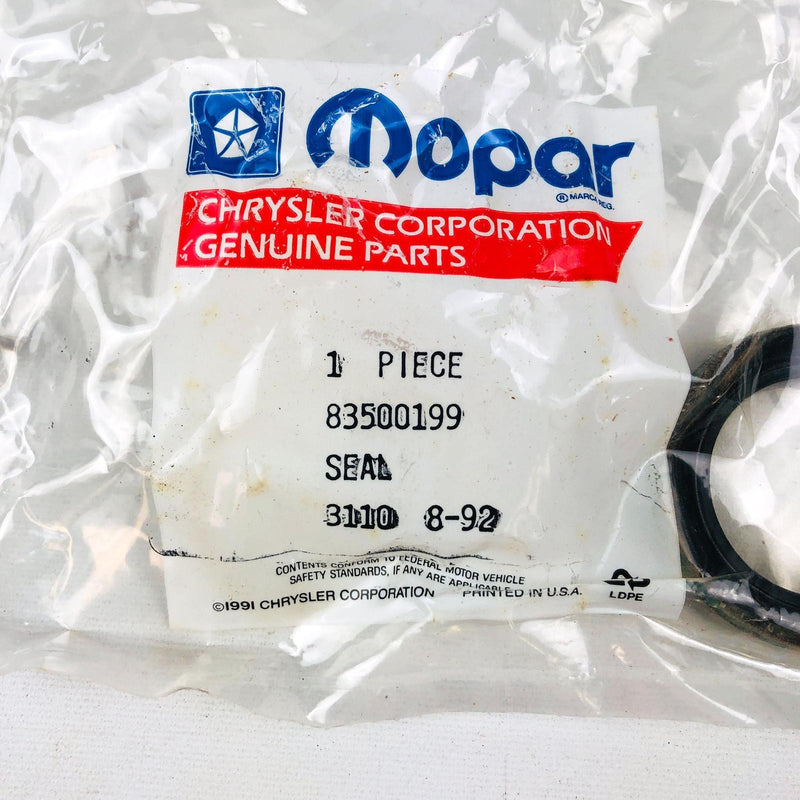 Mopar
® MARCA REG.
CHRYSLER CORPORATION
GENUINE PARTS
1 PIECE
83500199
SEAL
3110 8-92
CONTENTS CONFORM TO FEDERAL MOTOR VEHICLE
SAFETY STANDARDS, IF ANY ARE APPLICABLE
©1991 CHRYSLER CORPORATION PRINTED IN U.S.A.
LDPE